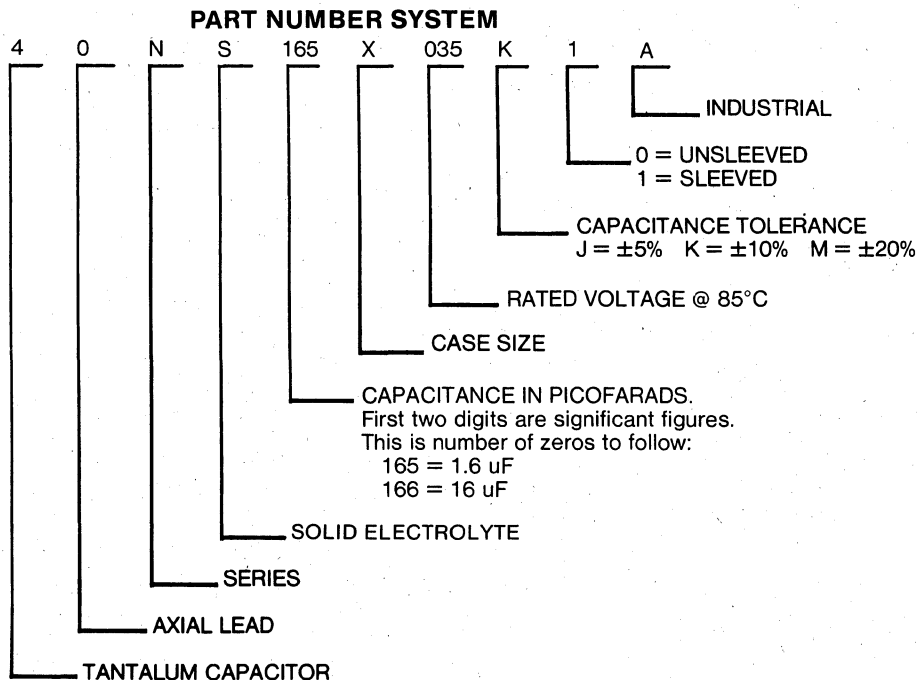 PART NUMBER SYSTEM
4 0 N S 165 X 035 K 1 A
INDUSTRIAL
0 = UNSLEEVED
1 = SLEEVED
CAPACITANCE TOLERANCE
J = ±5% K = ±10% M = ±20%
RATED VOLTAGE @ 85°C
CASE SIZE
CAPACITANCE IN PICOFARADS.
First two digits are significant figures.
This is number of zeros to follow:
165 = 1.6 uF
166 = 16 uF
SOLID ELECTROLYTE
SERIES
AXIAL LEAD
TANTALUM CAPACITOR